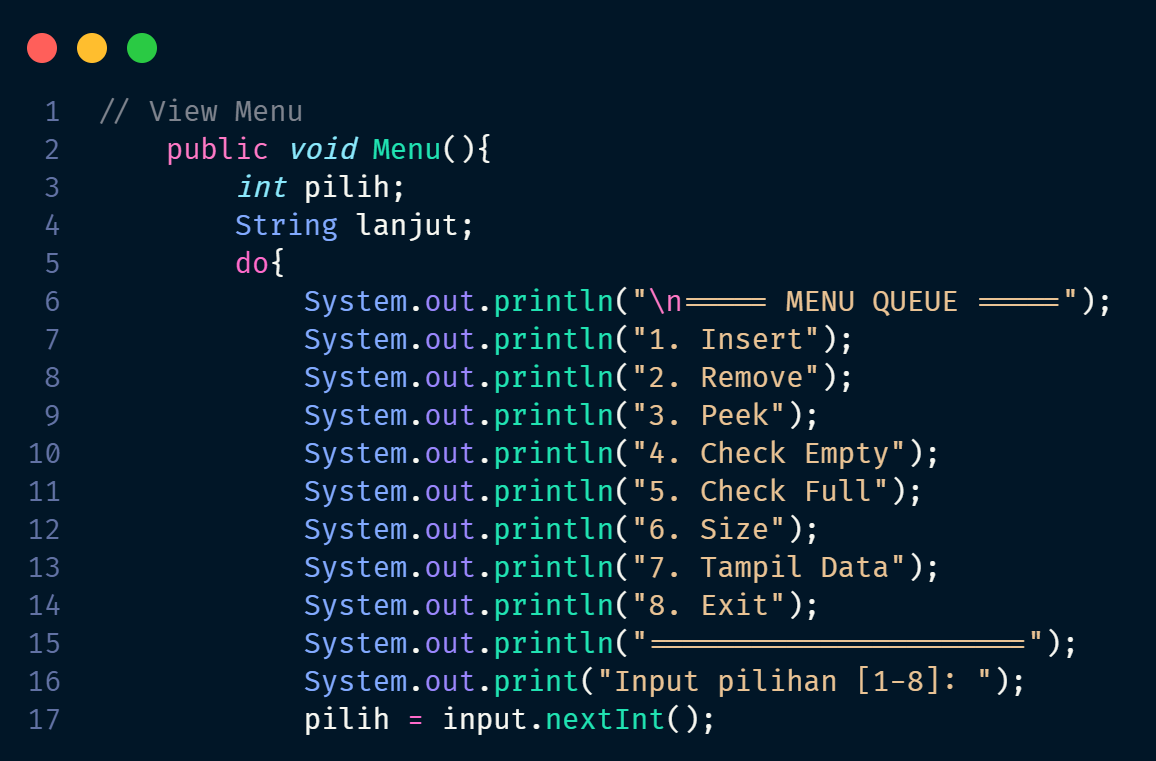 1 // View Menu
2 public void Menu(){
3 int pilih;
4 String lanjut;
5 do{
6 System.out.println("\n===== MENU QUEUE =====");
7 System.out.println("1. Insert");
8 System.out.println("2. Remove");
9 System.out.println("3. Peek");
10 System.out.println("4. Check Empty");
11 System.out.println("5. Check Full");
12 System.out.println("6. Size");
13 System.out.println("7. Tampil Data");
14 System.out.println("8. Exit");
15 System.out.println("======================");
16 System.out.print("Input pilihan [1-8]: ");
17 pilih = input.nextInt();